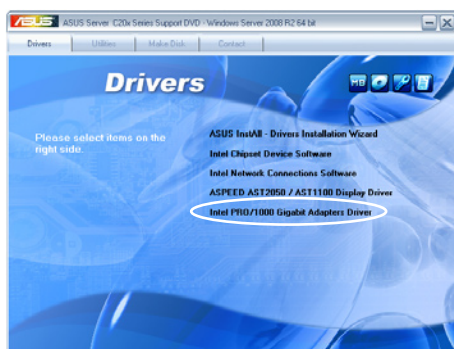 ASUS Server C20x Series Support DVD - Windows Server 2008 R2 64 bit
Drivers
Utilities
Make Disk
Contact
Drivers
MB
Please select items on the
right side.
ASUS InstAll - Drivers Installation Wizard
Intel Chipset Device Software
Intel Network Connections Software
ASPEED AST2050 / AST1100 Display Driver
Intel PRO/1000 Gigabit Adapters Driver